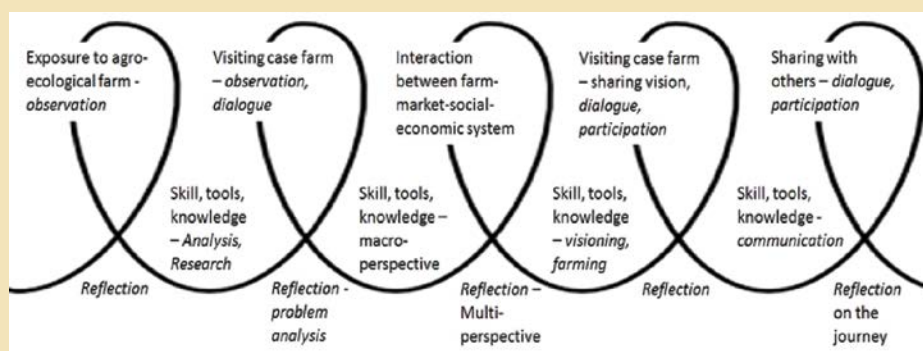 Exposure to agro-
ecological farm -
observation
Visiting case farm
– observation,
dialogue
Interaction
between farm-
market-social-
economic system
Visiting case farm
– sharing vision,
dialogue,
participation
Sharing with
others – dialogue,
participation
Skill, tools,
knowledge
– Analysis,
Research
Skill, tools,
knowledge –
macro-
perspective
Skill, tools,
knowledge
– visioning,
farming
Skill, tools,
knowledge -
communication
Reflection
Reflection -
problem
analysis
Reflection –
Multi-
perspective
Reflection
Reflection
on the
journey